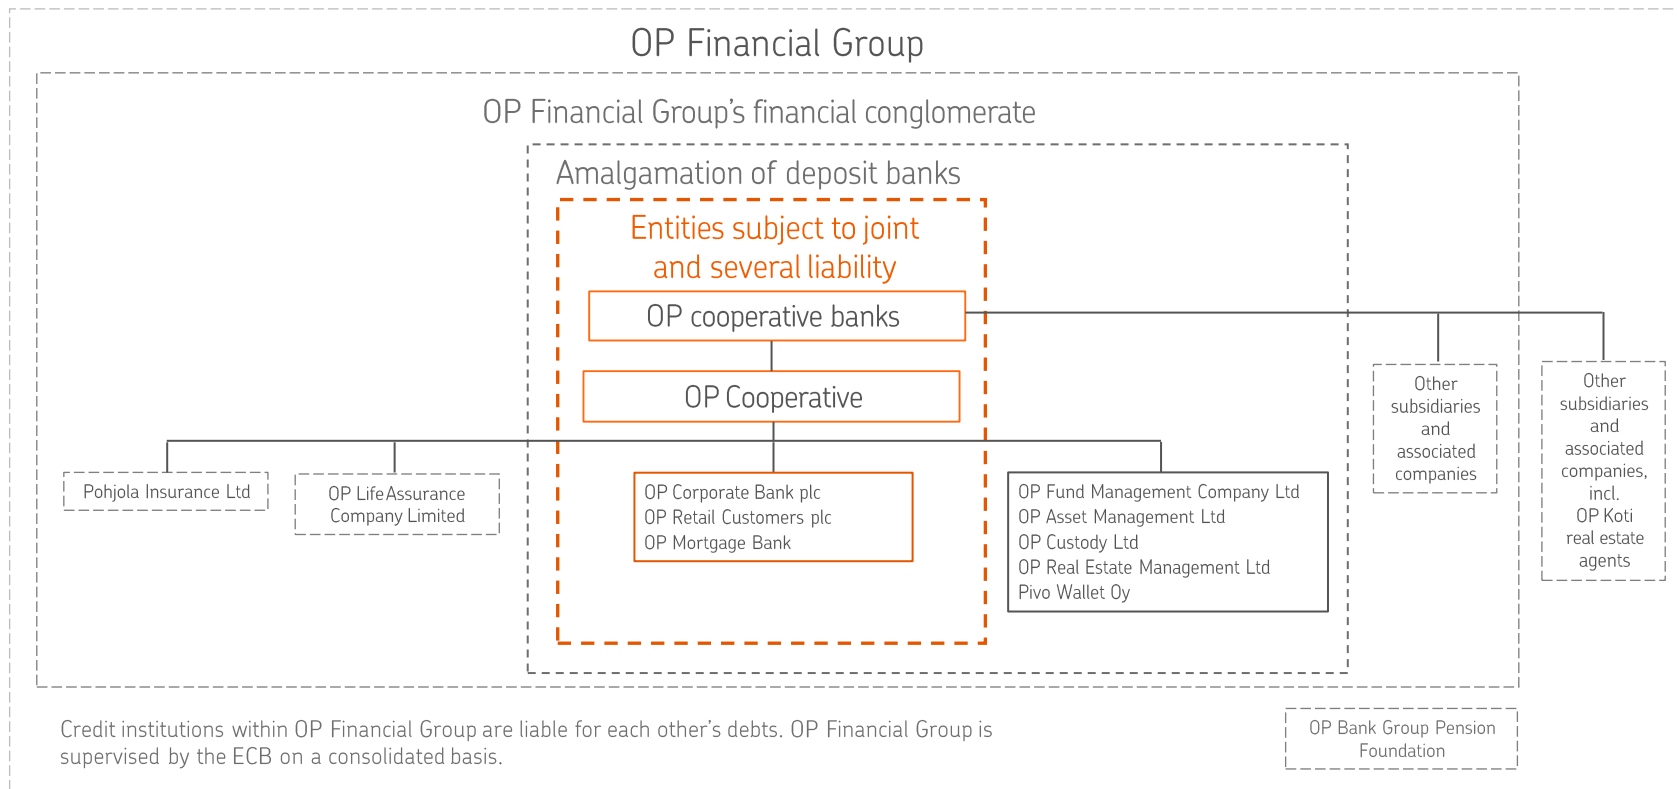 OP Financial Group
OP Financial Group’s financial conglomerate
Amalgamation of deposit banks
Entities subject to joint
and several liability
OP cooperative banks
OP Cooperative
Pohjola Insurance Ltd
OP Life Assurance
Company Limited
OP Corporate Bank plc
OP Retail Customers plc
OP Mortgage Bank
OP Fund Management Company Ltd
OP Asset Management Ltd
OP Custody Ltd
OP Real Estate Management Ltd
Pivo Wallet Oy
Other
subsidiaries
and
associated
companies
Other
subsidiaries
and
associated
companies,
incl.
OP Koti
real estate
agents
Credit institutions within OP Financial Group are liable for each other’s debts. OP Financial Group is
supervised by the ECB on a consolidated basis.
OP Bank Group Pension
Foundation